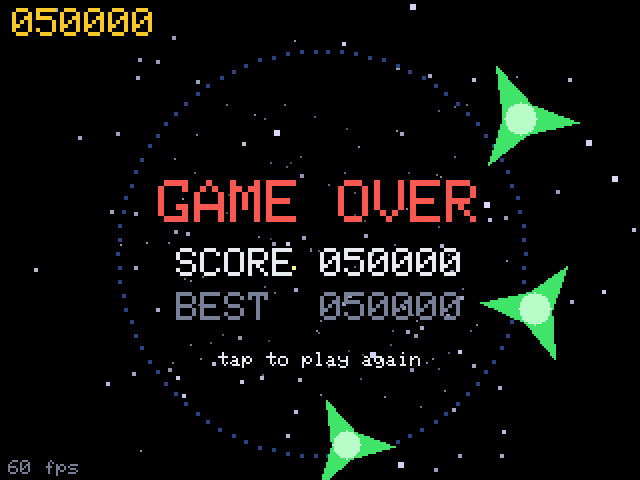 050000
GAME OVER
SCORE 050000
BEST 050000
tap to play again
60 fps